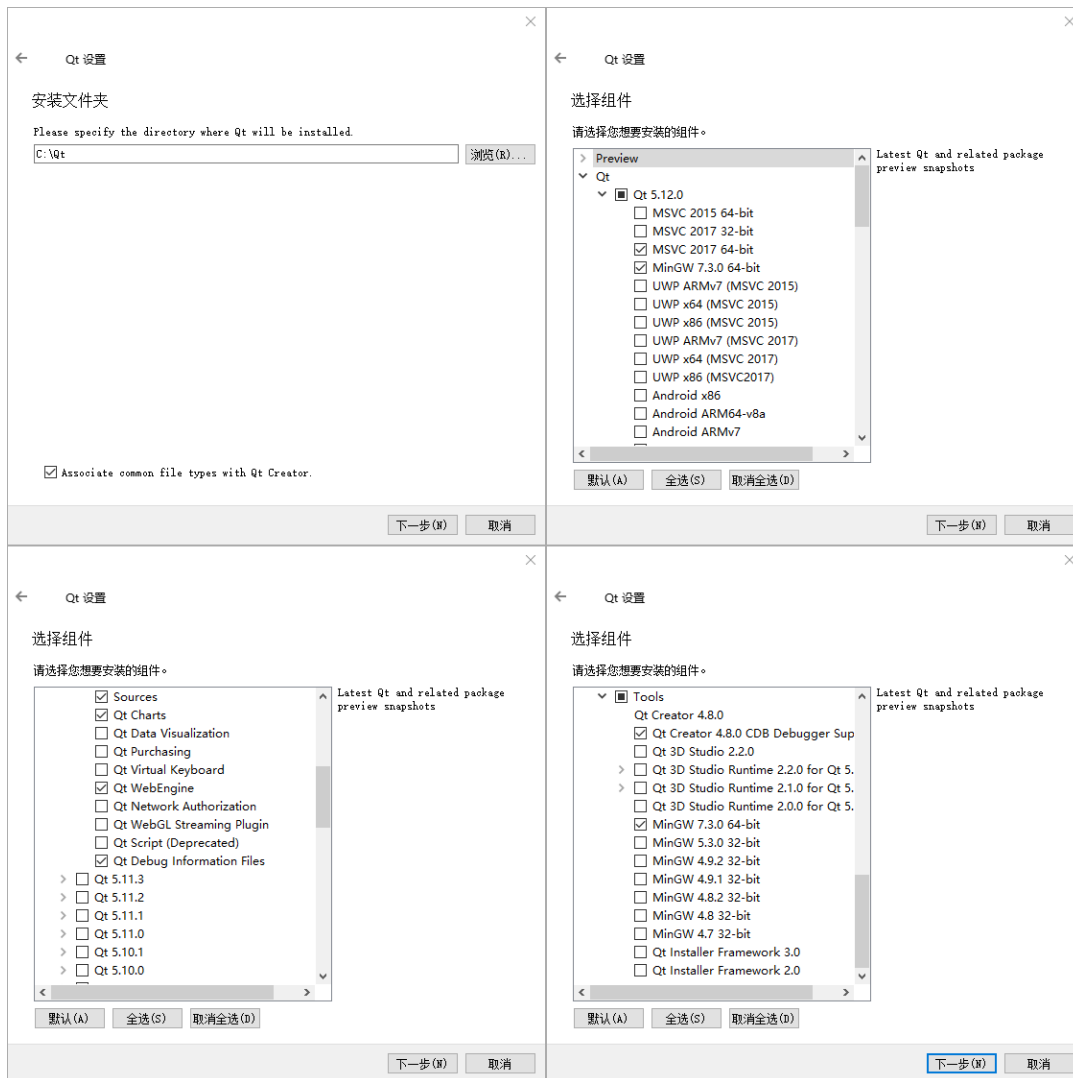 Qt 设置
安装文件夹
Please specify the directory where Qt will be installed.
C:\Qt
浏览(R)...
Associate common file types with Qt Creator.
下一步(N)
取消
Qt 设置
选择组件
请选择您想要安装的组件。
Preview
Qt
Qt 5.12.0
MSVC 2015 64-bit
MSVC 2017 32-bit
MSVC 2017 64-bit
MinGW 7.3.0 64-bit
UWP ARMv7 (MSVC 2015)
UWP x64 (MSVC 2015)
UWP x86 (MSVC 2015)
UWP ARMv7 (MSVC 2017)
UWP x64 (MSVC 2017)
UWP x86 (MSVC2017)
Android x86
Android ARM64-v8a
Android ARMv7
Latest Qt and related package
preview snapshots
默认(A)
全选(S)
取消全选(D)
下一步(N)
取消
Qt 设置
选择组件
请选择您想要安装的组件。
Sources
Qt Charts
Qt Data Visualization
Qt Purchasing
Qt Virtual Keyboard
Qt WebEngine
Qt Network Authorization
Qt WebGL Streaming Plugin
Qt Script (Deprecated)
Qt Debug Information Files
Qt 5.11.3
Qt 5.11.2
Qt 5.11.1
Qt 5.11.0
Qt 5.10.1
Qt 5.10.0
Latest Qt and related package
preview snapshots
默认(A)
全选(S)
取消全选(D)
下一步(N)
取消
Qt 设置
选择组件
请选择您想要安装的组件。
Tools
Qt Creator 4.8.0
Qt Creator 4.8.0 CDB Debugger Sup
Qt 3D Studio 2.2.0
Qt 3D Studio Runtime 2.2.0 for Qt 5.
Qt 3D Studio Runtime 2.1.0 for Qt 5.
Qt 3D Studio Runtime 2.0.0 for Qt 5.
MinGW 7.3.0 64-bit
MinGW 5.3.0 32-bit
MinGW 4.9.2 32-bit
MinGW 4.9.1 32-bit
MinGW 4.8.2 32-bit
MinGW 4.8 32-bit
MinGW 4.7 32-bit
Qt Installer Framework 3.0
Qt Installer Framework 2.0
Latest Qt and related package
preview snapshots
默认(A)
全选(S)
取消全选(D)
下一步(N)
取消